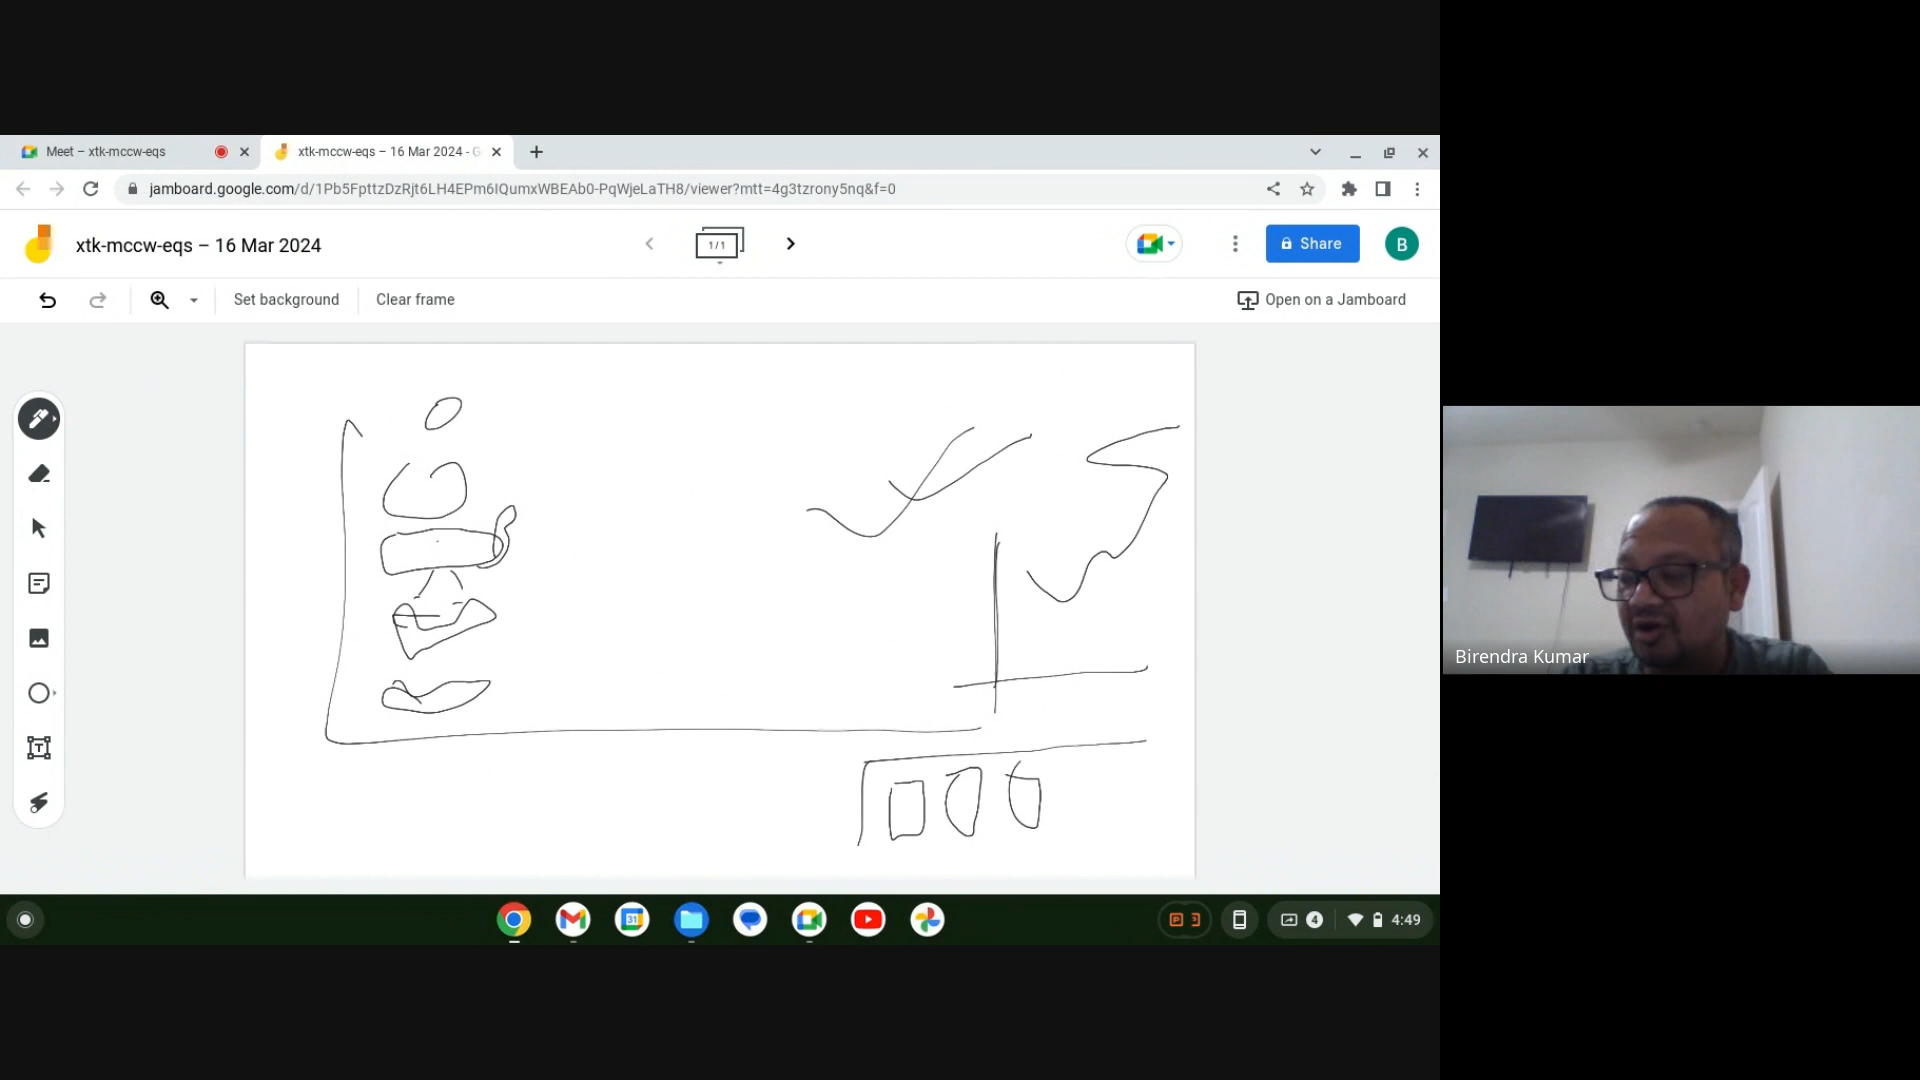 Meet – xtk-mccw-eqs
xtk-mccw-eqs – 16 Mar 2024 - G
jamboard.google.com/d/1Pb5FpttzDzRjt6LH4EPm6IQumxWBEAb0-PqWjeLaTH8/viewer?mtt=4g3tzrony5nq&f=0
xtk-mccw-eqs – 16 Mar 2024
1/1
Share
B
Set background
Clear frame
Open on a Jamboard
T
Birendra Kumar
31
4
4:49